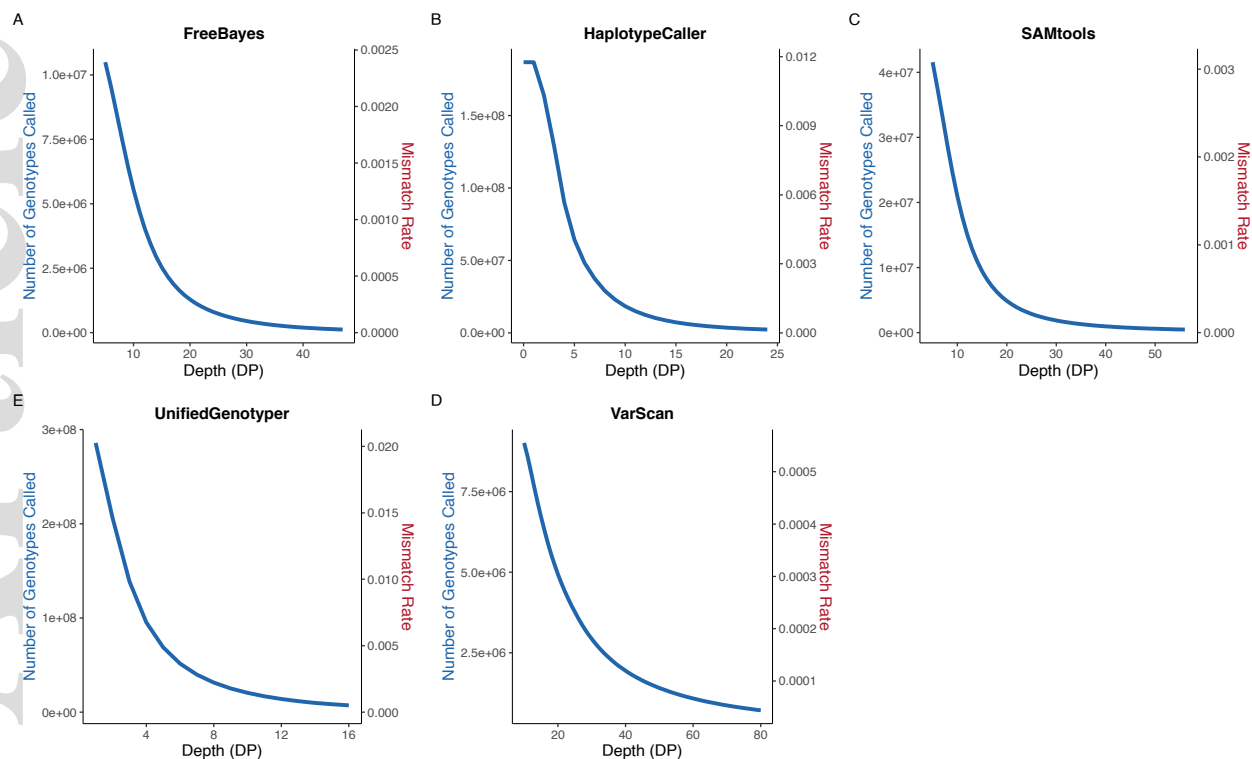 A
FreeBayes
Number of Genotypes Called
1.0e+07
7.5e+06
5.0e+06
2.5e+06
0.0e+00
0.0025
0.0020
0.0015
0.0010
0.0005
0.0000
Mismatch Rate
10 20 30 40
Depth (DP)
B
HaplotypeCaller
Number of Genotypes Called
1.5e+08
1.0e+08
5.0e+07
0.0e+00
0.012
0.009
0.006
0.003
0.000
Mismatch Rate
0 5 10 15 20 25
Depth (DP)
C
SAMtools
Number of Genotypes Called
4e+07
3e+07
2e+07
1e+07
0e+00
0.003
0.002
0.001
0.000
Mismatch Rate
10 20 30 40 50
Depth (DP)
E
UnifiedGenotyper
Number of Genotypes Called
3e+08
2e+08
1e+08
0e+00
0.020
0.015
0.010
0.005
0.000
Mismatch Rate
4 8 12 16
Depth (DP)
D
VarScan
Number of Genotypes Called
7.5e+06
5.0e+06
2.5e+06
0.0005
0.0004
0.0003
0.0002
0.0001
Mismatch Rate
20 40 60 80
Depth (DP)